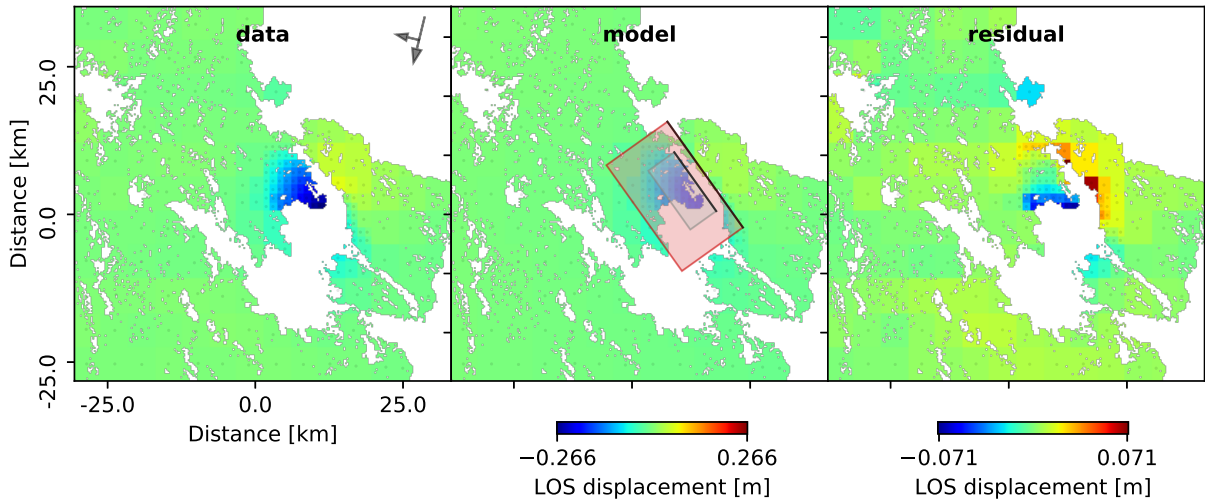 data
model
residual
Distance [km]
25.0
0.0
-25.0
-25.0
0.0
25.0
Distance [km]
−0.266
0.266
LOS displacement [m]
−0.071
0.071
LOS displacement [m]